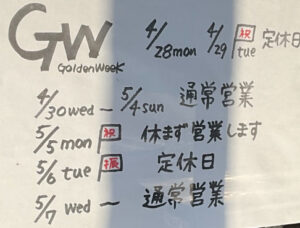 GW
Golden Week
4/28 mon 4/29 祝 tue 定休日
4/30 wed ～ 5/4 sun 通常営業
5/5 mon 祝 休まず営業します
5/6 tue 振 定休日
5/7 wed ～ 通常営業